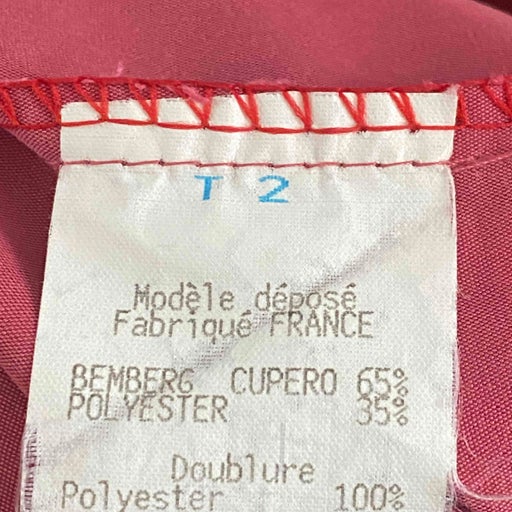 T 2
Modèle déposé
Fabriqué FRANCE
BEMBERG CUPERO 65%
POLYESTER 35%
Doublure
Polyester 100%